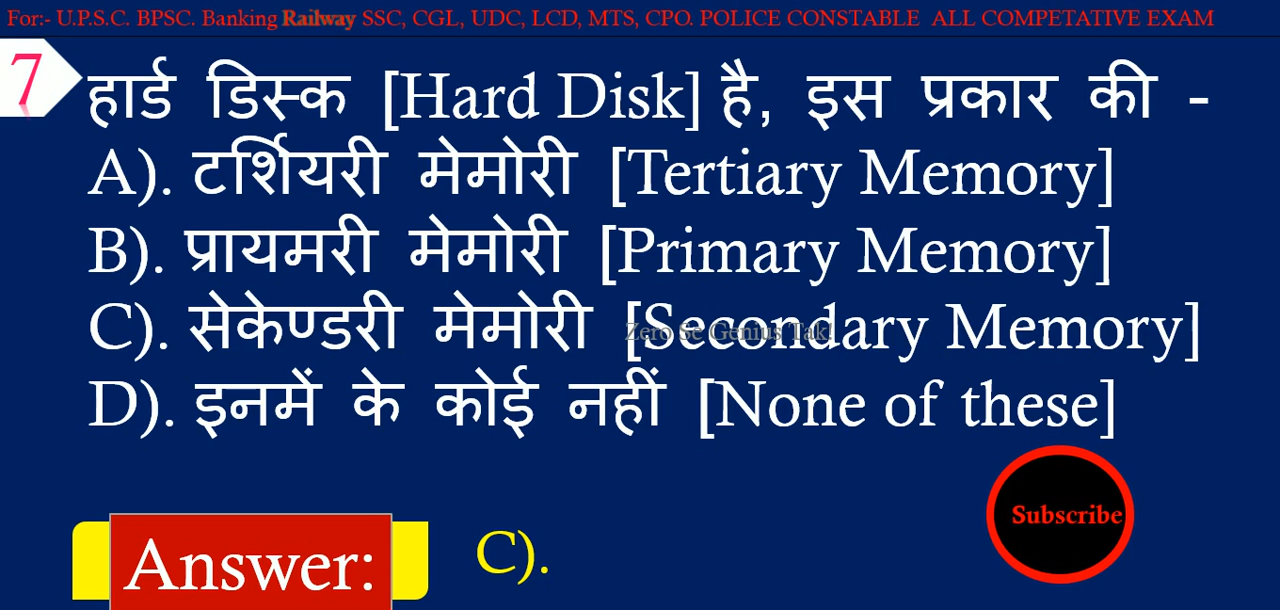 For:- U.P.S.C. BPSC. Banking Railway SSC, CGL, UDC, LCD, MTS, CPO. POLICE CONSTABLE ALL COMPETATIVE EXAM
7
हार्ड डिस्क [Hard Disk] है, इस प्रकार की -
A). टर्शियरी मेमोरी [Tertiary Memory]
B). प्रायमरी मेमोरी [Primary Memory]
C). सेकेण्डरी मेमोरी [Secondary Memory]
Zero Se Genius Tak!
D). इनमें के कोई नहीं [None of these]
Subscribe
Answer: C).